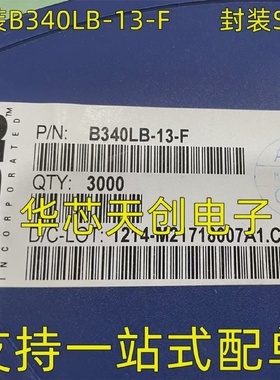 装B340LB-13-F 封装S
INCORPORATED™
P/N: B340LB-13-F
QTY: 3000
华芯天创电子
D/C-LOT: 1214-M21718007A1.C
支持一站式配单